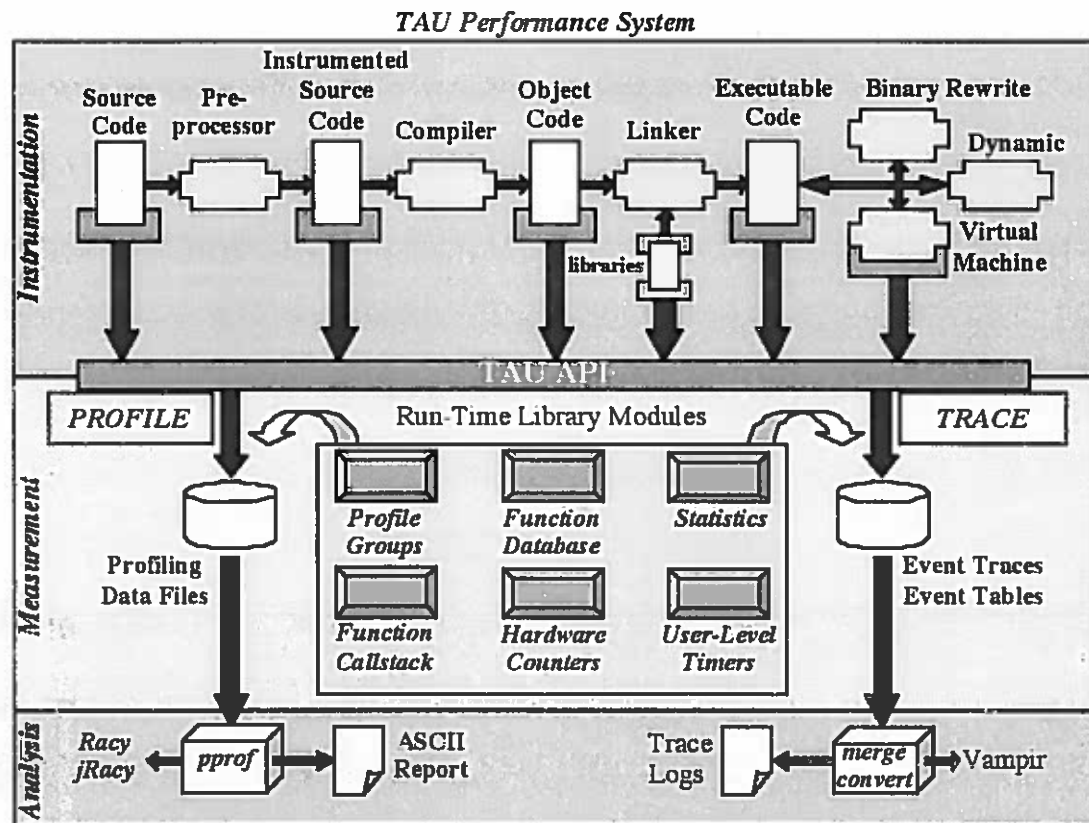 TAU Performance System
Instrumentation
Source
Code
Pre-
processor
Instrumented
Source
Code
Compiler
Object
Code
Linker
libraries
Executable
Code
Binary Rewrite
Dynamic
Virtual
Machine
TAU API
Measurement
PROFILE
Run-Time Library Modules
TRACE
Profile
Groups
Function
Database
Statistics
Function
Callstack
Hardware
Counters
User-Level
Timers
Profiling
Data Files
Event Traces
Event Tables
Analysis
Racy
jRacy
pprof
ASCII
Report
Trace
Logs
merge
convert
Vampir